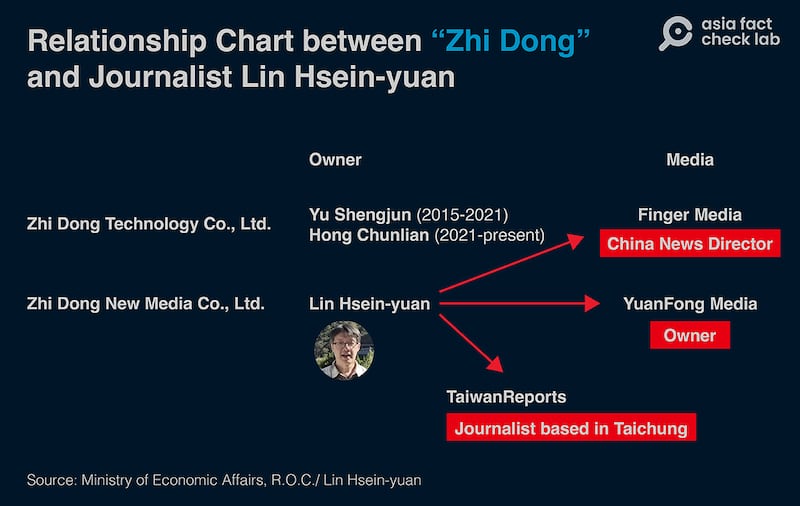 Relationship Chart between “Zhi Dong”
and Journalist Lin Hsein-yuan
asia fact
check lab
Owner
Media
Zhi Dong Technology Co., Ltd.
Yu Shengjun (2015-2021)
Hong Chunlian (2021-present)
Finger Media
China News Director
Zhi Dong New Media Co., Ltd.
Lin Hsein-yuan
YuanFong Media
Owner
TaiwanReports
Journalist based in Taichung
Source: Ministry of Economic Affairs, R.O.C./ Lin Hsein-yuan